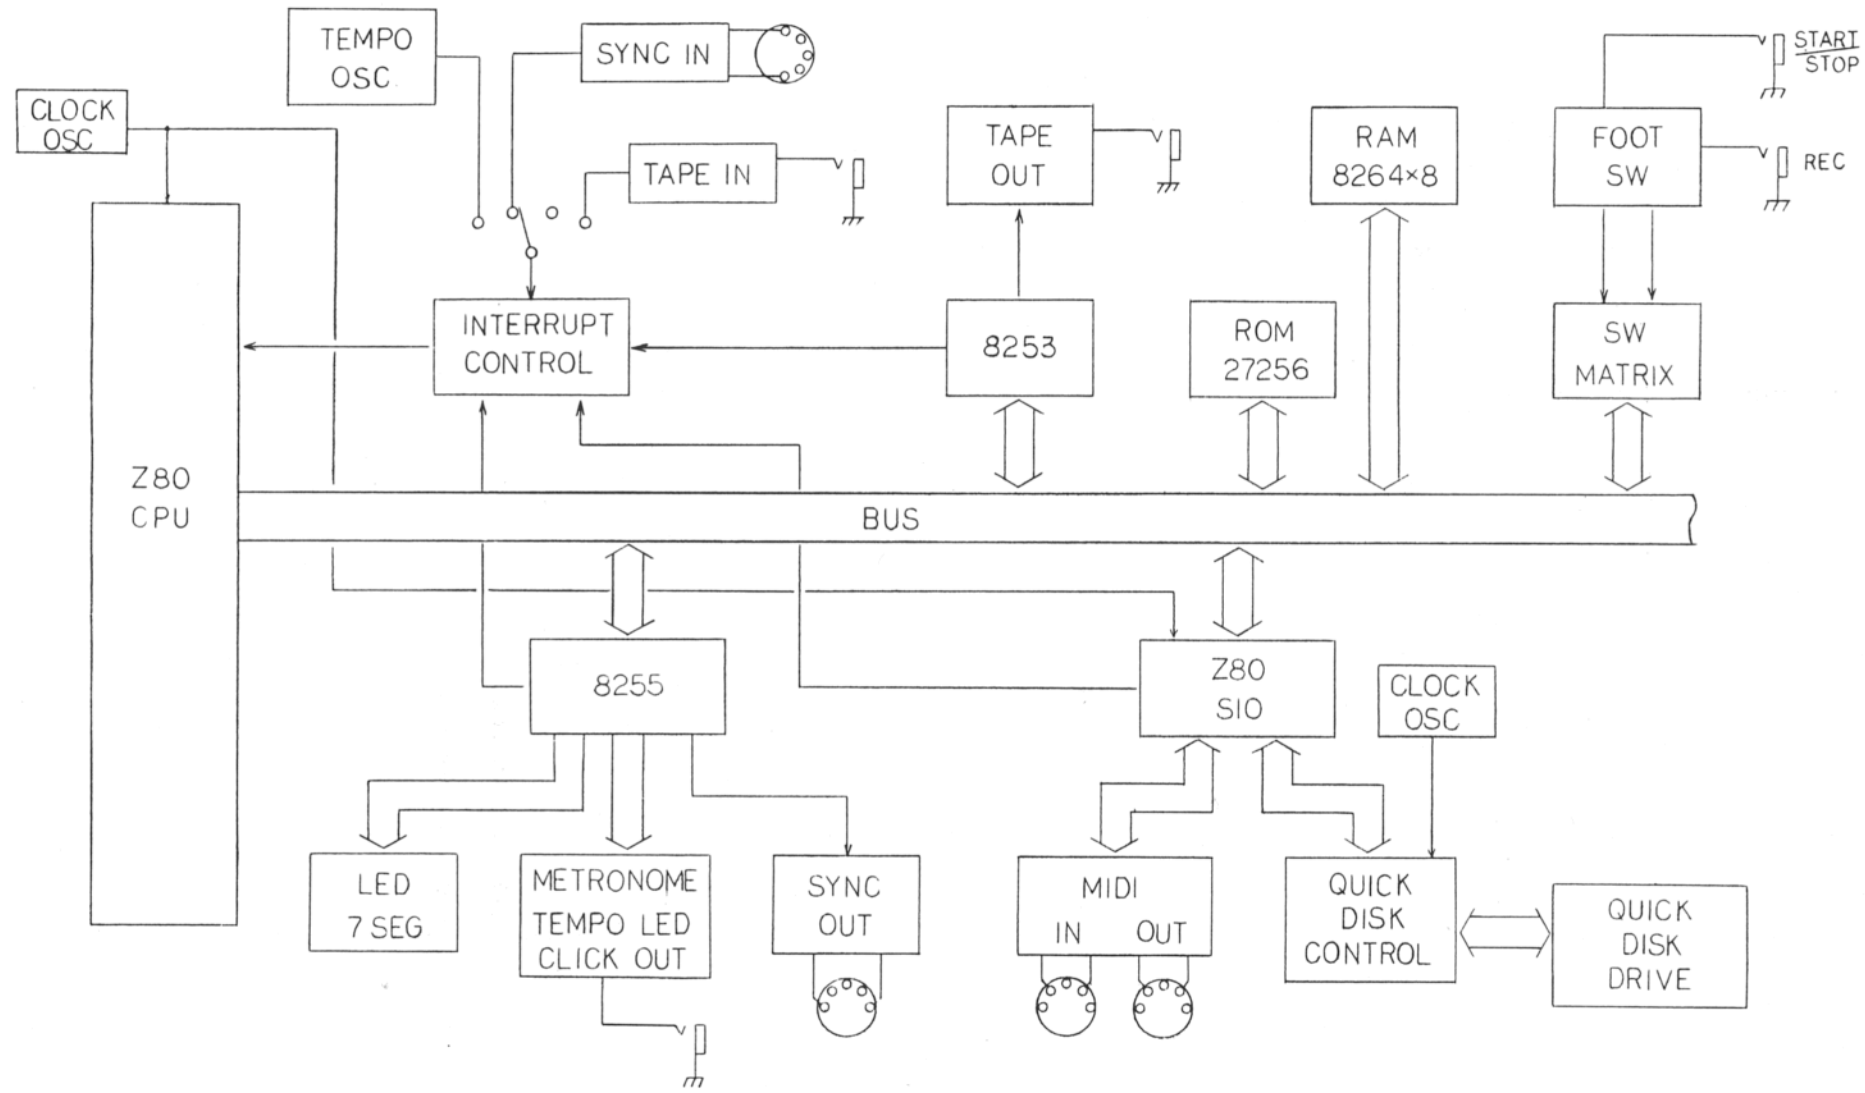 TEMPO
OSC
SYNC IN
START
STOP
CLOCK
OSC
TAPE
OUT
RAM
8264×8
FOOT
SW
REC
TAPE IN
INTERRUPT
CONTROL
8253
ROM
27256
SW
MATRIX
Z80
CPU
BUS
8255
Z80
SIO
CLOCK
OSC
LED
7 SEG
METRONOME
TEMPO LED
CLICK OUT
SYNC
OUT
MIDI
IN OUT
QUICK
DISK
CONTROL
QUICK
DISK
DRIVE